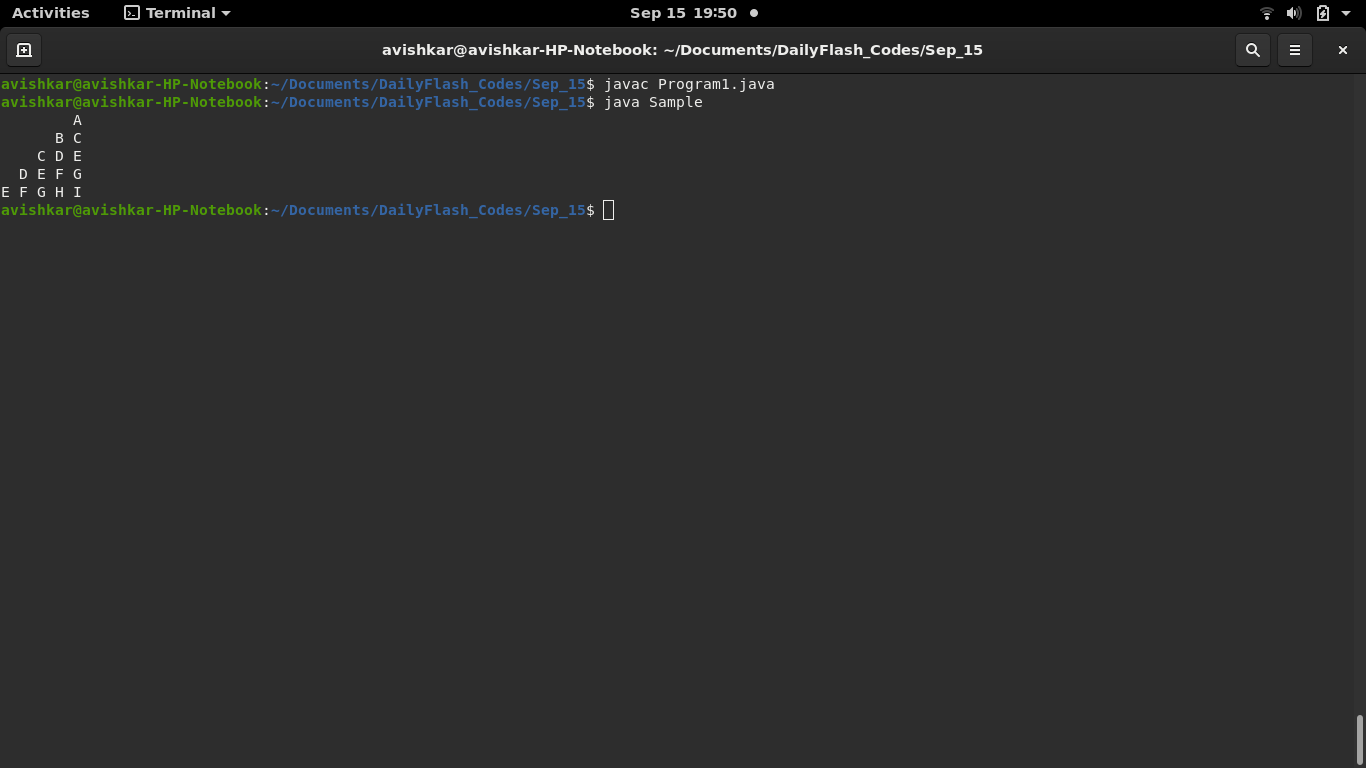 Activities Terminal Sep 15 19:50
avishkar@avishkar-HP-Notebook: ~/Documents/DailyFlash_Codes/Sep_15
avishkar@avishkar-HP-Notebook:~/Documents/DailyFlash_Codes/Sep_15$ javac Program1.java
avishkar@avishkar-HP-Notebook:~/Documents/DailyFlash_Codes/Sep_15$ java Sample
        A
      B C
    C D E
  D E F G
E F G H I
avishkar@avishkar-HP-Notebook:~/Documents/DailyFlash_Codes/Sep_15$